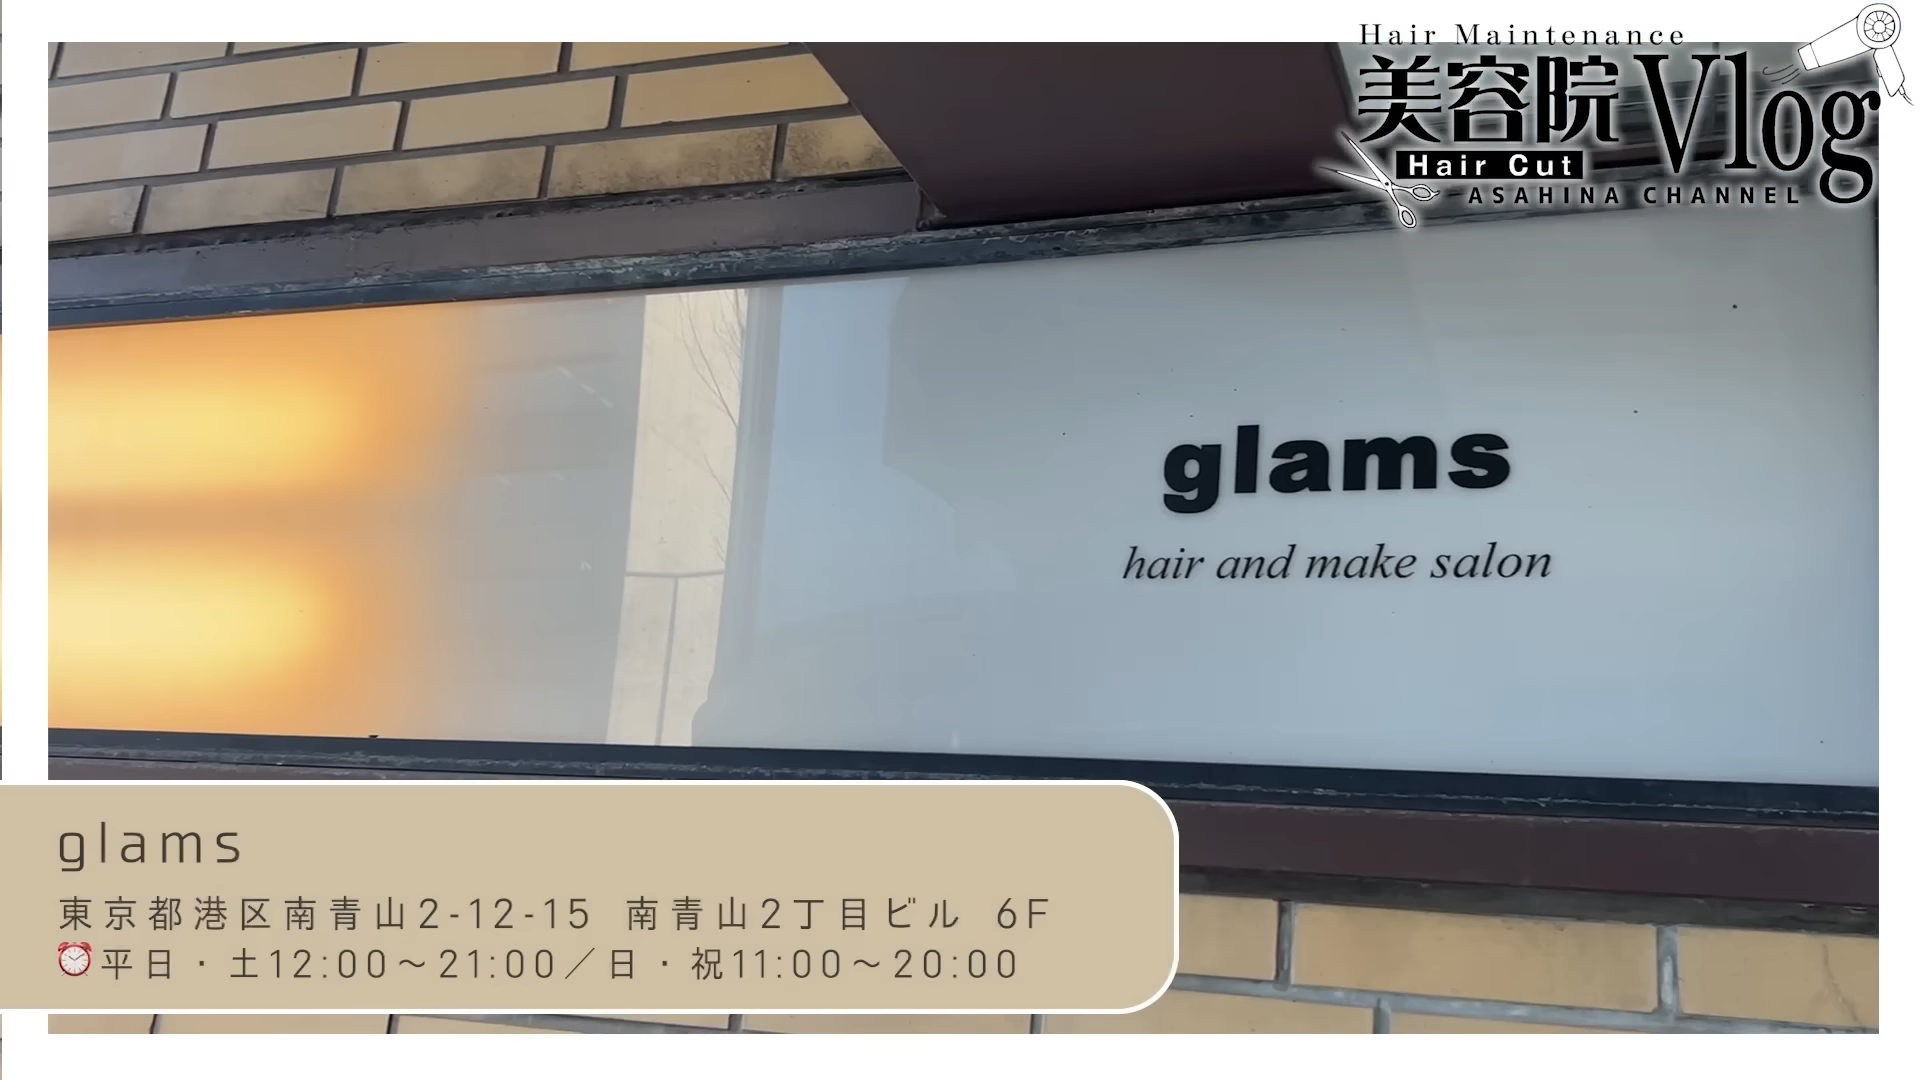 Hair Maintenance
美容院Vlog
Hair Cut
ASAHINA CHANNEL
glams
hair and make salon
glams
東京都港区南青山2-12-15 南青山2丁目ビル 6F
⏰平日・土12:00～21:00／日・祝11:00～20:00